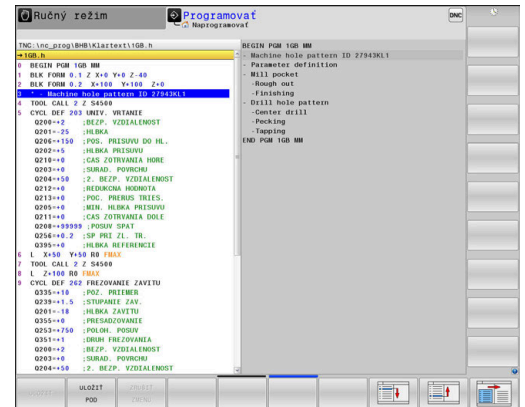 Ručný režim
Programovať
Naprogramovať
DNC
TNC:\nc_prog\BHB\Klartext\1GB.h
→1GB.h
0 BEGIN PGM 1GB MM
1 BLK FORM 0.1 Z X+0 Y+0 Z-40
2 BLK FORM 0.2 X+100 Y+100 Z+0
3 * - Machine hole pattern ID 27943KL1
4 TOOL CALL 2 Z S4500
5 CYCL DEF 203 UNIV. VRTANIE
Q200=+2 ;BEZP. VZDIALENOST
Q201=-25 ;HLBKA
Q206=+150 ;POS. PRISUVU DO HL.
Q202=+5 ;HLBKA PRISUVU
Q210=+0 ;CAS ZOTRVANIA HORE
Q203=+0 ;SURAD. POVRCHU
Q204=+50 ;2. BEZP. VZDIALENOST
Q212=+0 ;REDUKCNA HODNOTA
Q213=+0 ;POC. PRERUS TRIES.
Q205=+0 ;MIN. HLBKA PRISUVU
Q211=+0 ;CAS ZOTRVANIA DOLE
Q208=+99999 ;POSUV SPAT
Q256=+0.2 ;SP PRI ZL. TR.
Q395=+0 ;HLBKA REFERENCIE
6 L X+50 Y+50 R0 FMAX
7 TOOL CALL 2 Z S4500
8 L Z+100 R0 FMAX
9 CYCL DEF 262 FREZOVANIE ZAVITU
Q335=+10 ;POZ. PRIEMER
Q239=+1.5 ;STUPANIE ZAV.
Q201=-18 ;HLBKA ZAVITU
Q355=+0 ;PRESADZOVANIE
Q253=+750 ;POLOH. POSUV
Q351=+1 ;DRUH FREZOVANIA
Q200=+2 ;BEZP. VZDIALENOST
Q203=+0 ;SURAD. POVRCHU
Q204=+50 ;2. BEZP. VZDIALENOST
BEGIN PGM 1GB MM
- Machine hole pattern ID 27943KL1
- Parameter definition
- Mill pocket
-Rough out
-Finishing
- Drill hole pattern
-Center drill
-Pecking
-Tapping
END PGM 1GB MM
ULOŽIŤ
POD